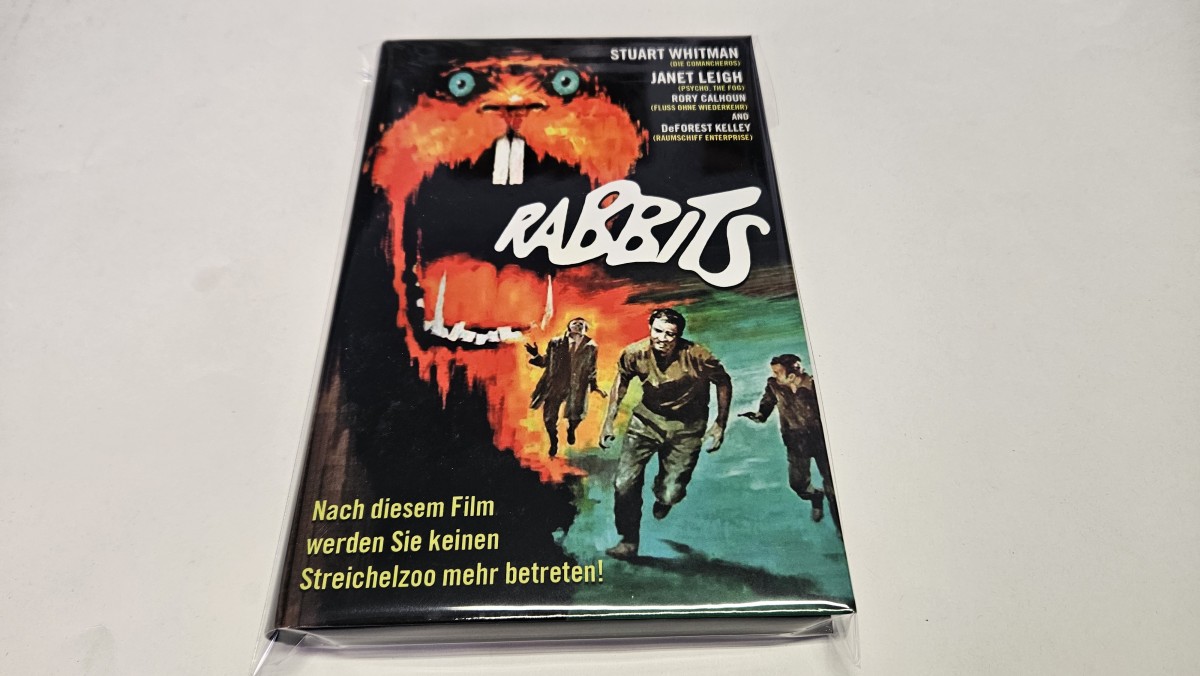 STUART WHITMAN
(DIE COMANCHEROS)
JANET LEIGH
(PSYCHO, THE FOG)
RORY CALHOUN
(FLUSS OHNE WIEDERKEHR)
AND
DeFOREST KELLEY
(RAUMSCHIFF ENTERPRISE)
RABBITS
Nach diesem Film
werden Sie keinen
Streichelzoo mehr betreten!